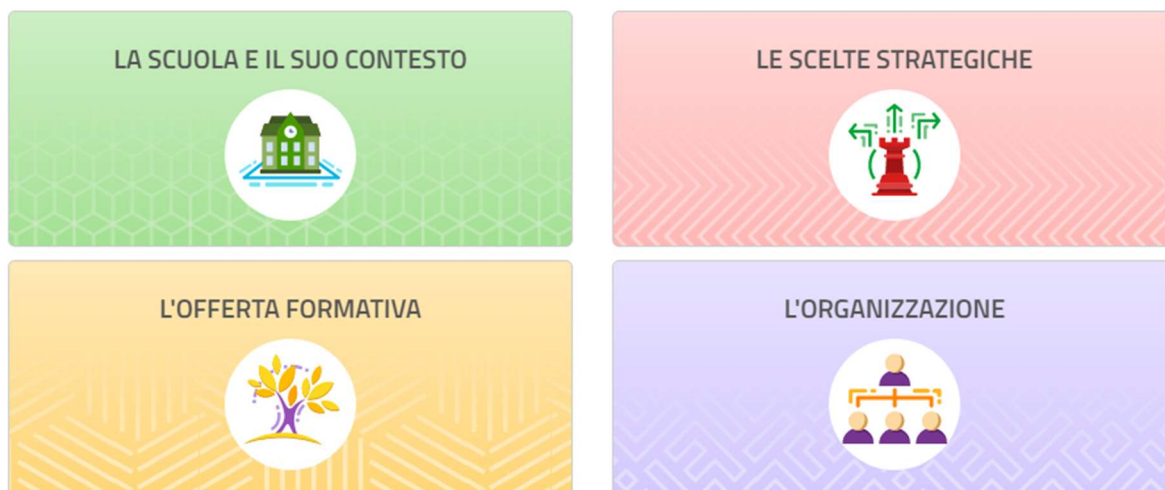 LA SCUOLA E IL SUO CONTESTO
LE SCELTE STRATEGICHE
L'OFFERTA FORMATIVA
L'ORGANIZZAZIONE